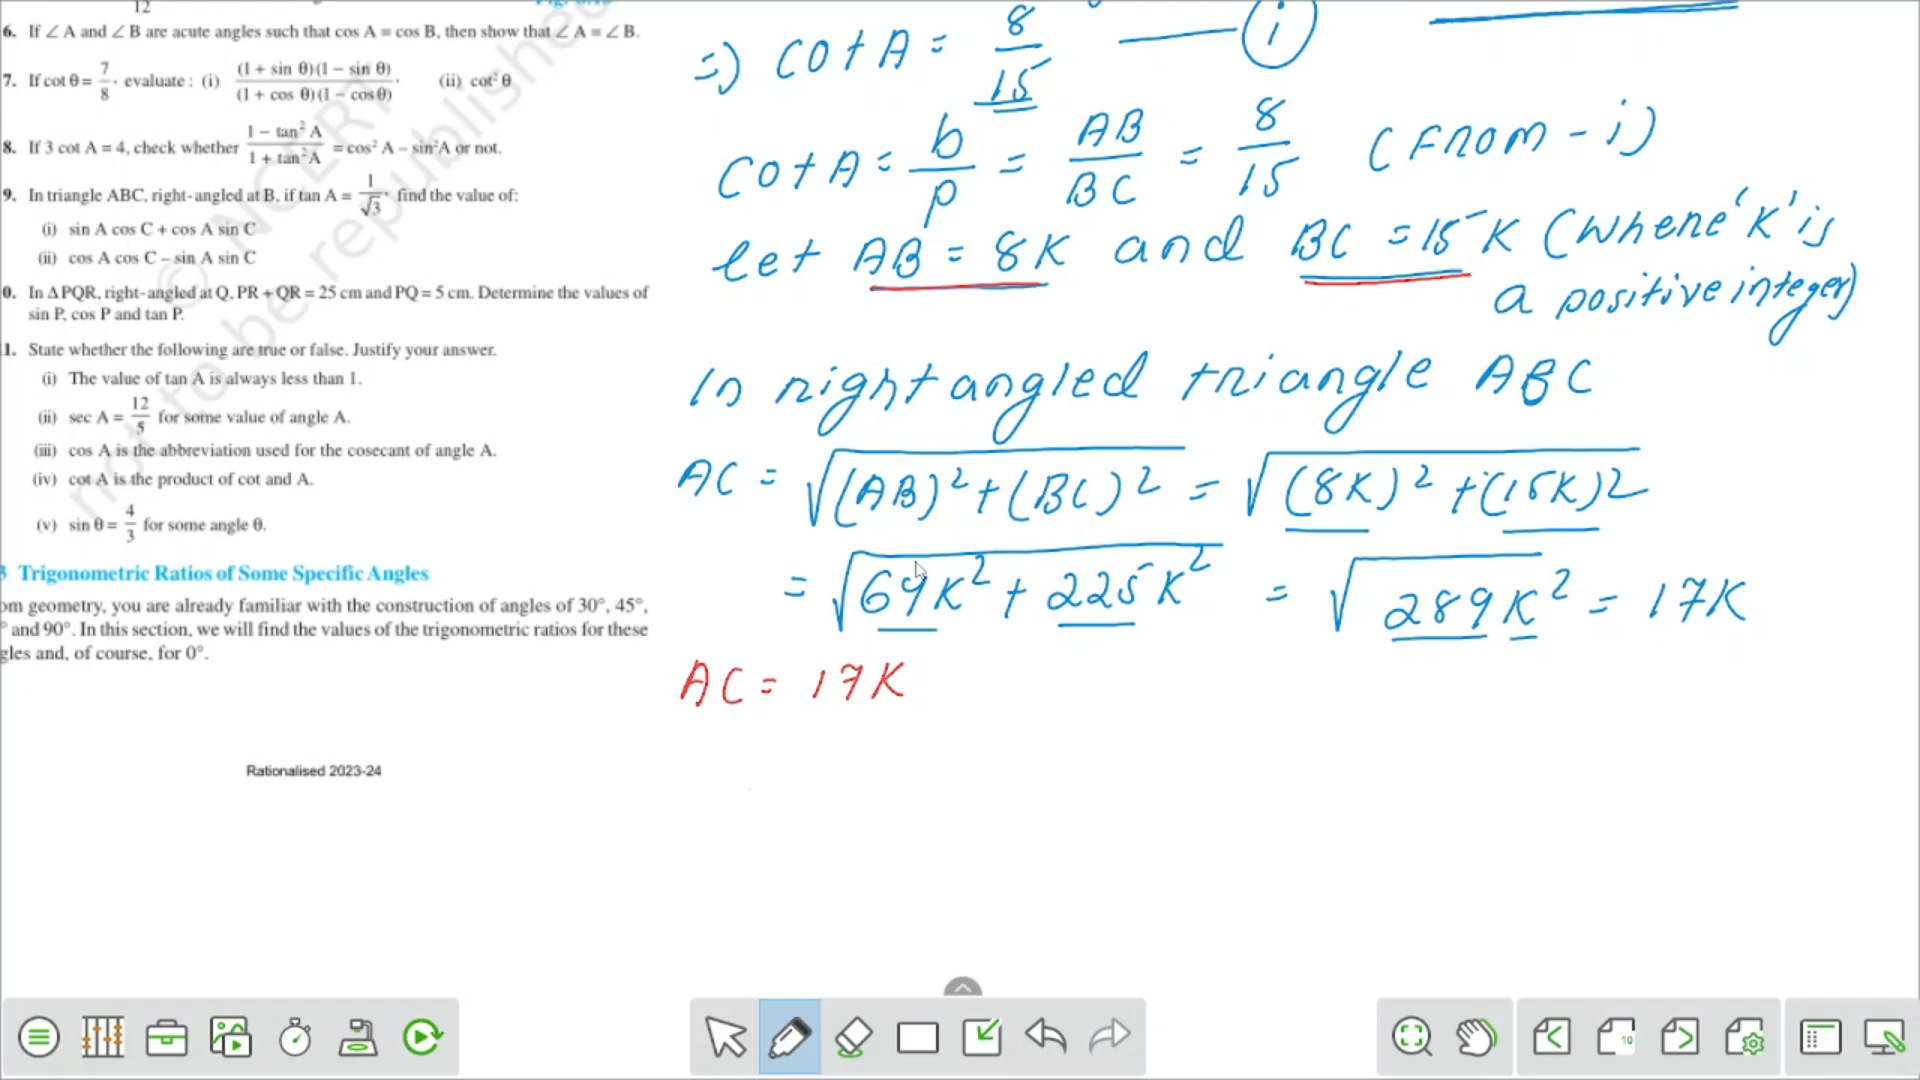 12
6. If ∠A and ∠B are acute angles such that cos A = cos B, then show that ∠A = ∠B.
7. If cot θ = 7/8, evaluate : (i) (1 + sin θ)(1 − sin θ)/(1 + cos θ)(1 − cos θ), (ii) cot² θ
8. If 3 cot A = 4, check whether (1 − tan² A)/(1 + tan² A) = cos² A − sin² A or not.
9. In triangle ABC, right-angled at B, if tan A = 1/√3, find the value of:
(i) sin A cos C + cos A sin C
(ii) cos A cos C − sin A sin C
0. In Δ PQR, right-angled at Q, PR + QR = 25 cm and PQ = 5 cm. Determine the values of
sin P, cos P and tan P.
1. State whether the following are true or false. Justify your answer.
(i) The value of tan A is always less than 1.
(ii) sec A = 12/5 for some value of angle A.
(iii) cos A is the abbreviation used for the cosecant of angle A.
(iv) cot A is the product of cot and A.
(v) sin θ = 4/3 for some angle θ.
3 Trigonometric Ratios of Some Specific Angles
om geometry, you are already familiar with the construction of angles of 30°, 45°,
° and 90°. In this section, we will find the values of the trigonometric ratios for these
gles and, of course, for 0°.
Rationalised 2023-24
© NCERT
not to be republished
=) cot A = 8/15 — (i)
cot A = b/p = AB/BC = 8/15 (From - i)
let AB = 8K and BC = 15K (where 'K' is
a positive integer)
In right angled triangle ABC
AC = √(AB)² + (BC)² = √(8K)² + (15K)²
= √64K² + 225K² = √289K² = 17K
AC = 17K
10